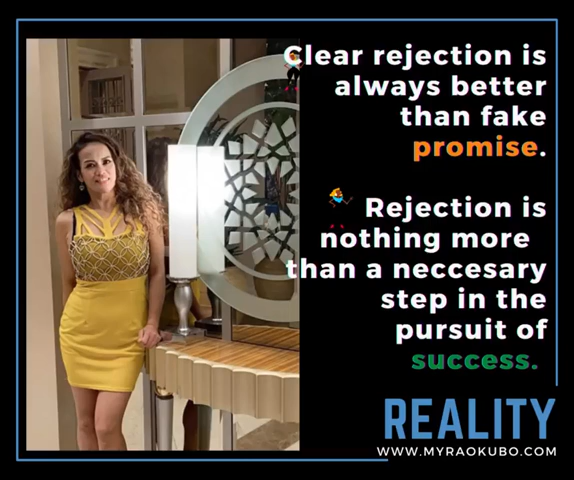 Clear rejection is
always better
than fake
promise.
Rejection is
nothing more
than a neccesary
step in the
pursuit of
success.
REALITY
WWW.MYRAOKUBO.COM